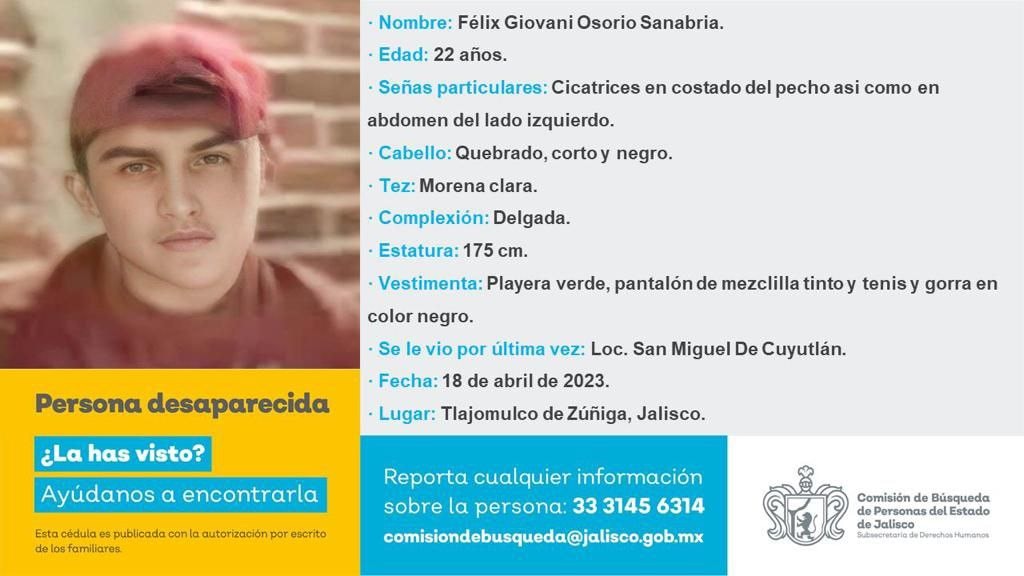 · Nombre: Félix Giovani Osorio Sanabria.
· Edad: 22 años.
· Señas particulares: Cicatrices en costado del pecho asi como en
abdomen del lado izquierdo.
· Cabello: Quebrado, corto y negro.
· Tez: Morena clara.
· Complexión: Delgada.
· Estatura: 175 cm.
· Vestimenta: Playera verde, pantalón de mezclilla tinto y tenis y gorra en
color negro.
· Se le vio por última vez: Loc. San Miguel De Cuyutlán.
· Fecha: 18 de abril de 2023.
· Lugar: Tlajomulco de Zúñiga, Jalisco.
Persona desaparecida
¿La has visto?
Ayúdanos a encontrarla
Esta cédula es publicada con la autorización por escrito
de los familiares.
Reporta cualquier información
sobre la persona: 33 3145 6314
comisiondebusqueda@jalisco.gob.mx
Comisión de Búsqueda
de Personas del Estado
de Jalisco
Subsecretaría de Derechos Humanos